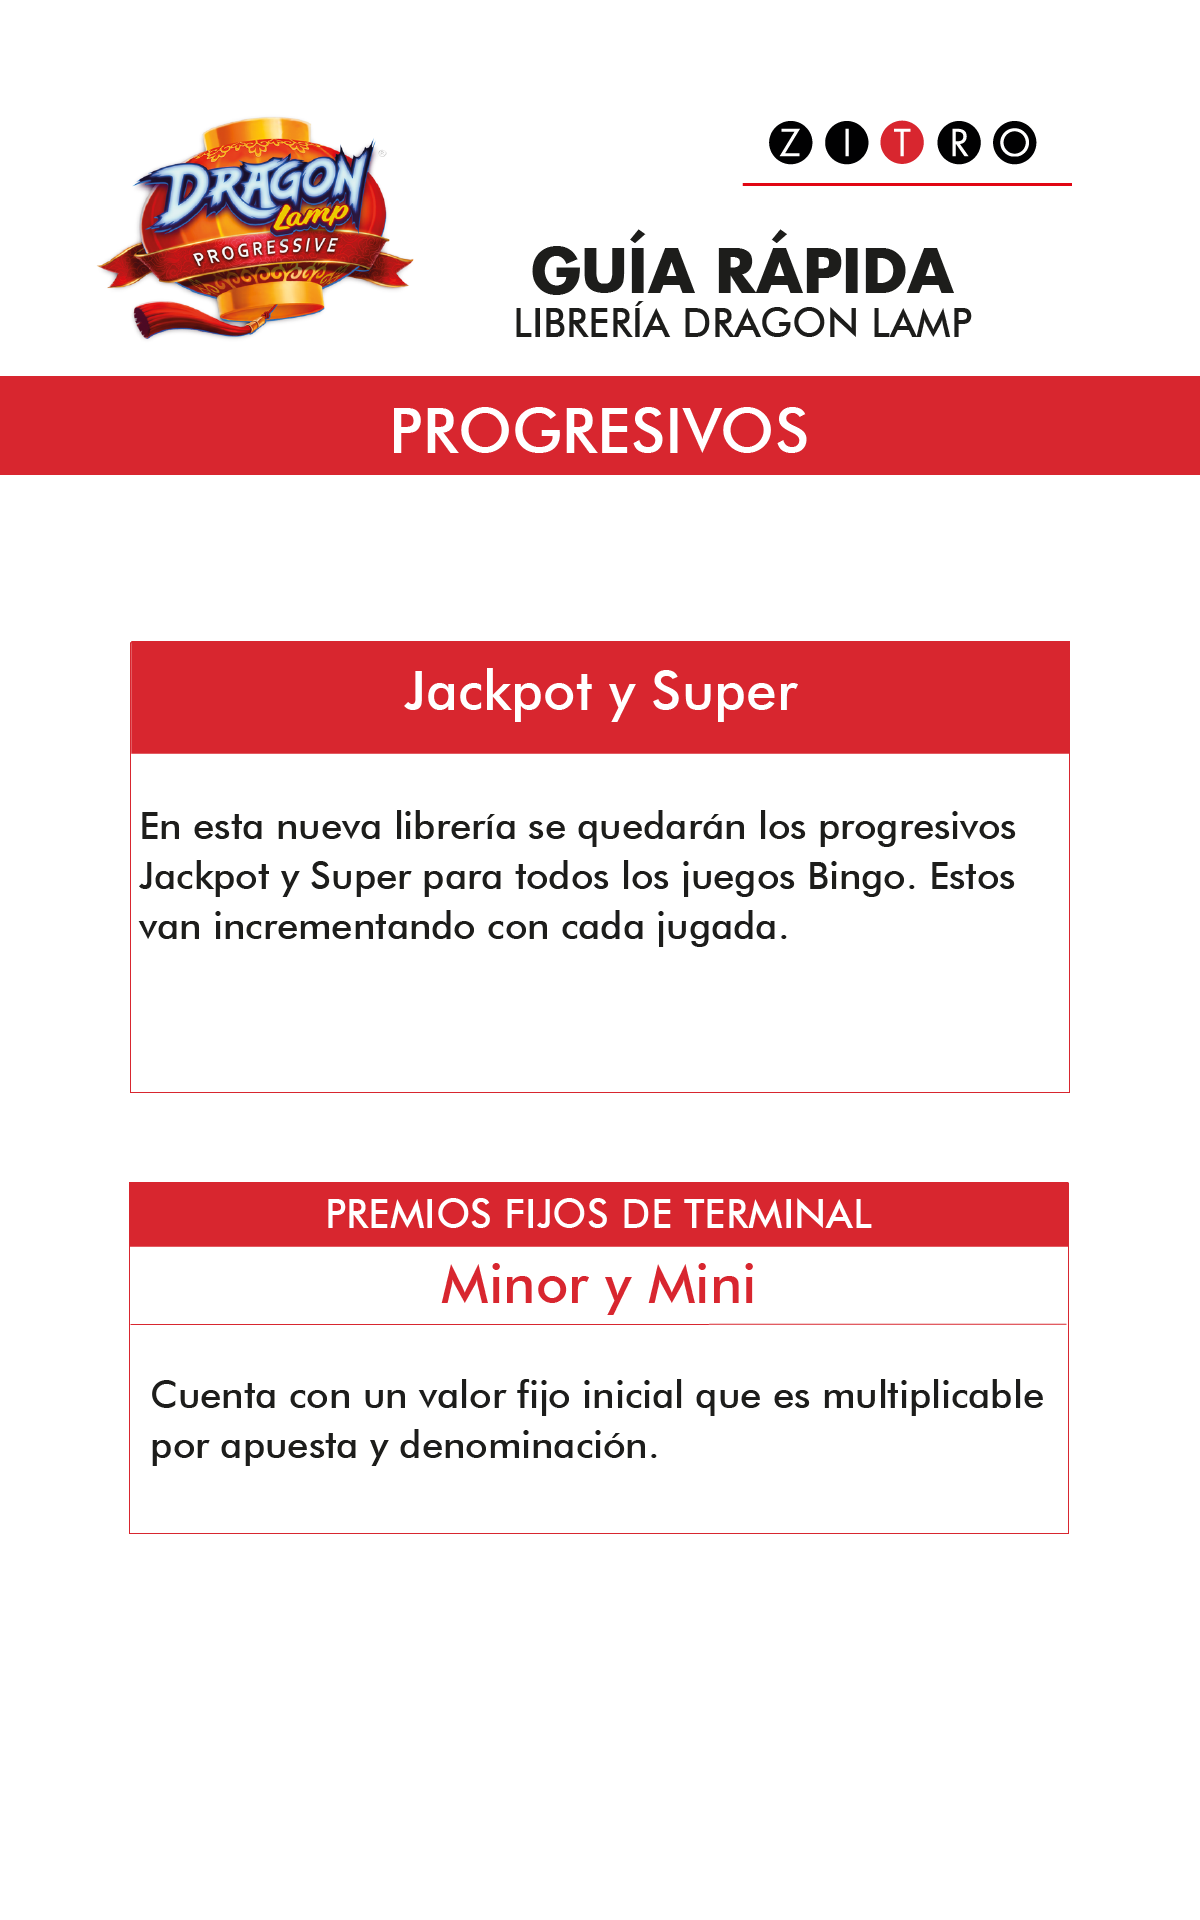 DRAGON
Lamp
PROGRESSIVE
®
ZITRO
GUÍA RÁPIDA
LIBRERÍA DRAGON LAMP
PROGRESIVOS
Jackpot y Super
En esta nueva librería se quedarán los progresivos
Jackpot y Super para todos los juegos Bingo. Estos
van incrementando con cada jugada.
PREMIOS FIJOS DE TERMINAL
Minor y Mini
Cuenta con un valor fijo inicial que es multiplicable
por apuesta y denominación.